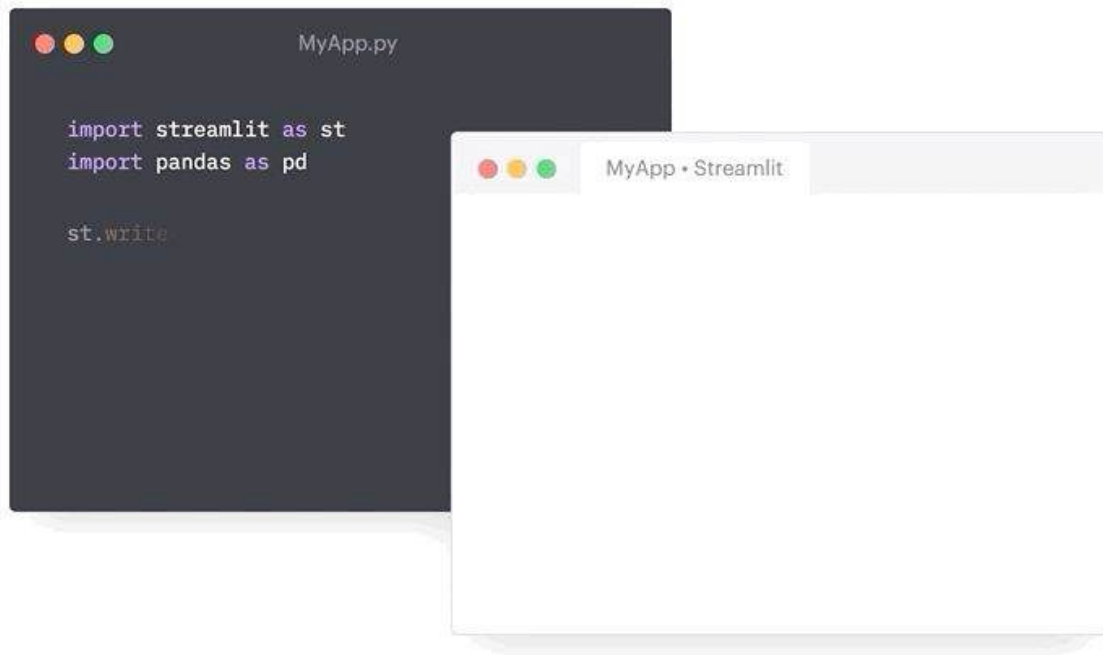 MyApp.py
import streamlit as st
import pandas as pd
st.write
MyApp • Streamlit